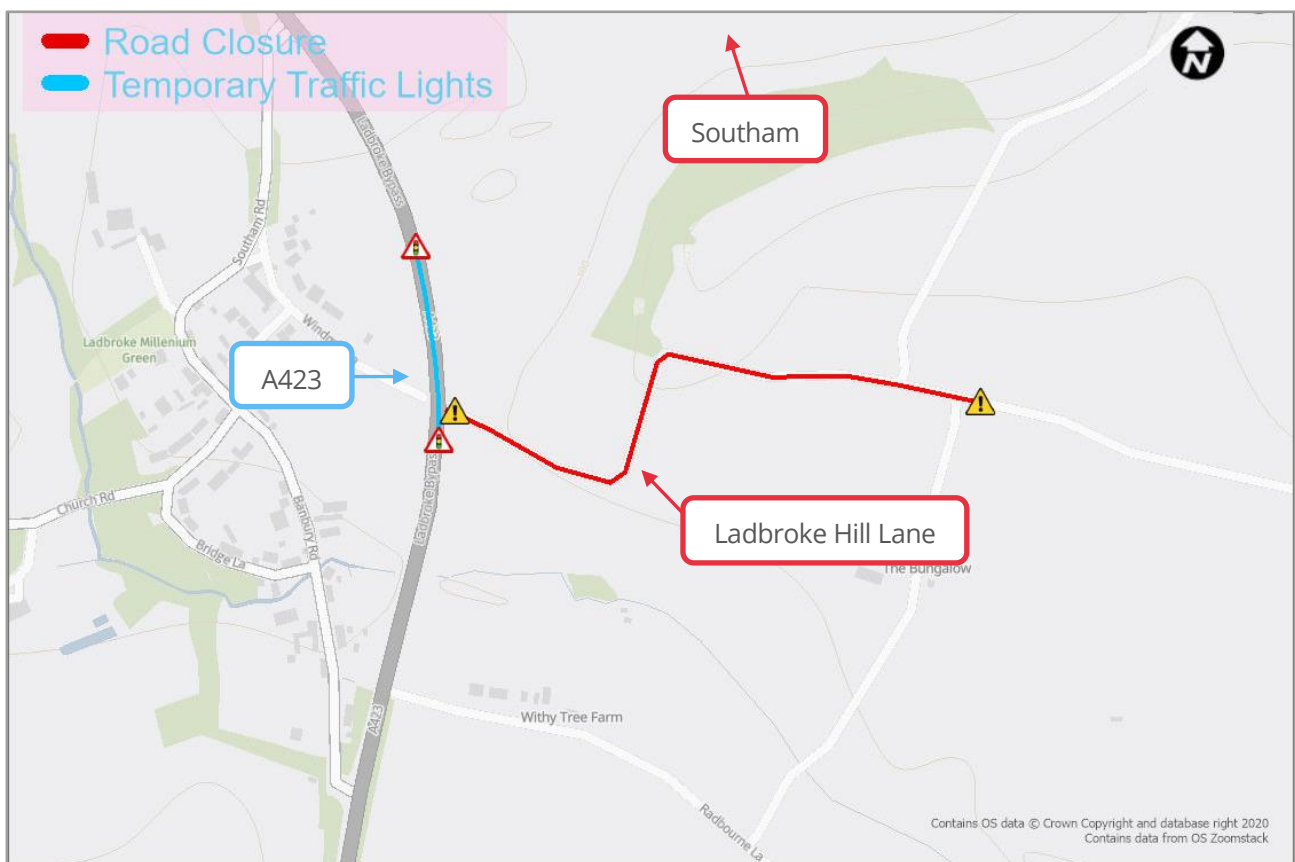 Road Closure
Temporary Traffic Lights
N
Southam
Ladbroke Bypass
Southam Rd
Ladbroke Millenium
Green
A423
Ladbroke Bypass
Church Rd
Bridge La
Banbury Rd
Ladbroke Hill Lane
The Bungalow
Withy Tree Farm
A423
Radbourne La
Contains OS data © Crown Copyright and database right 2020
Contains data from OS Zoomstack